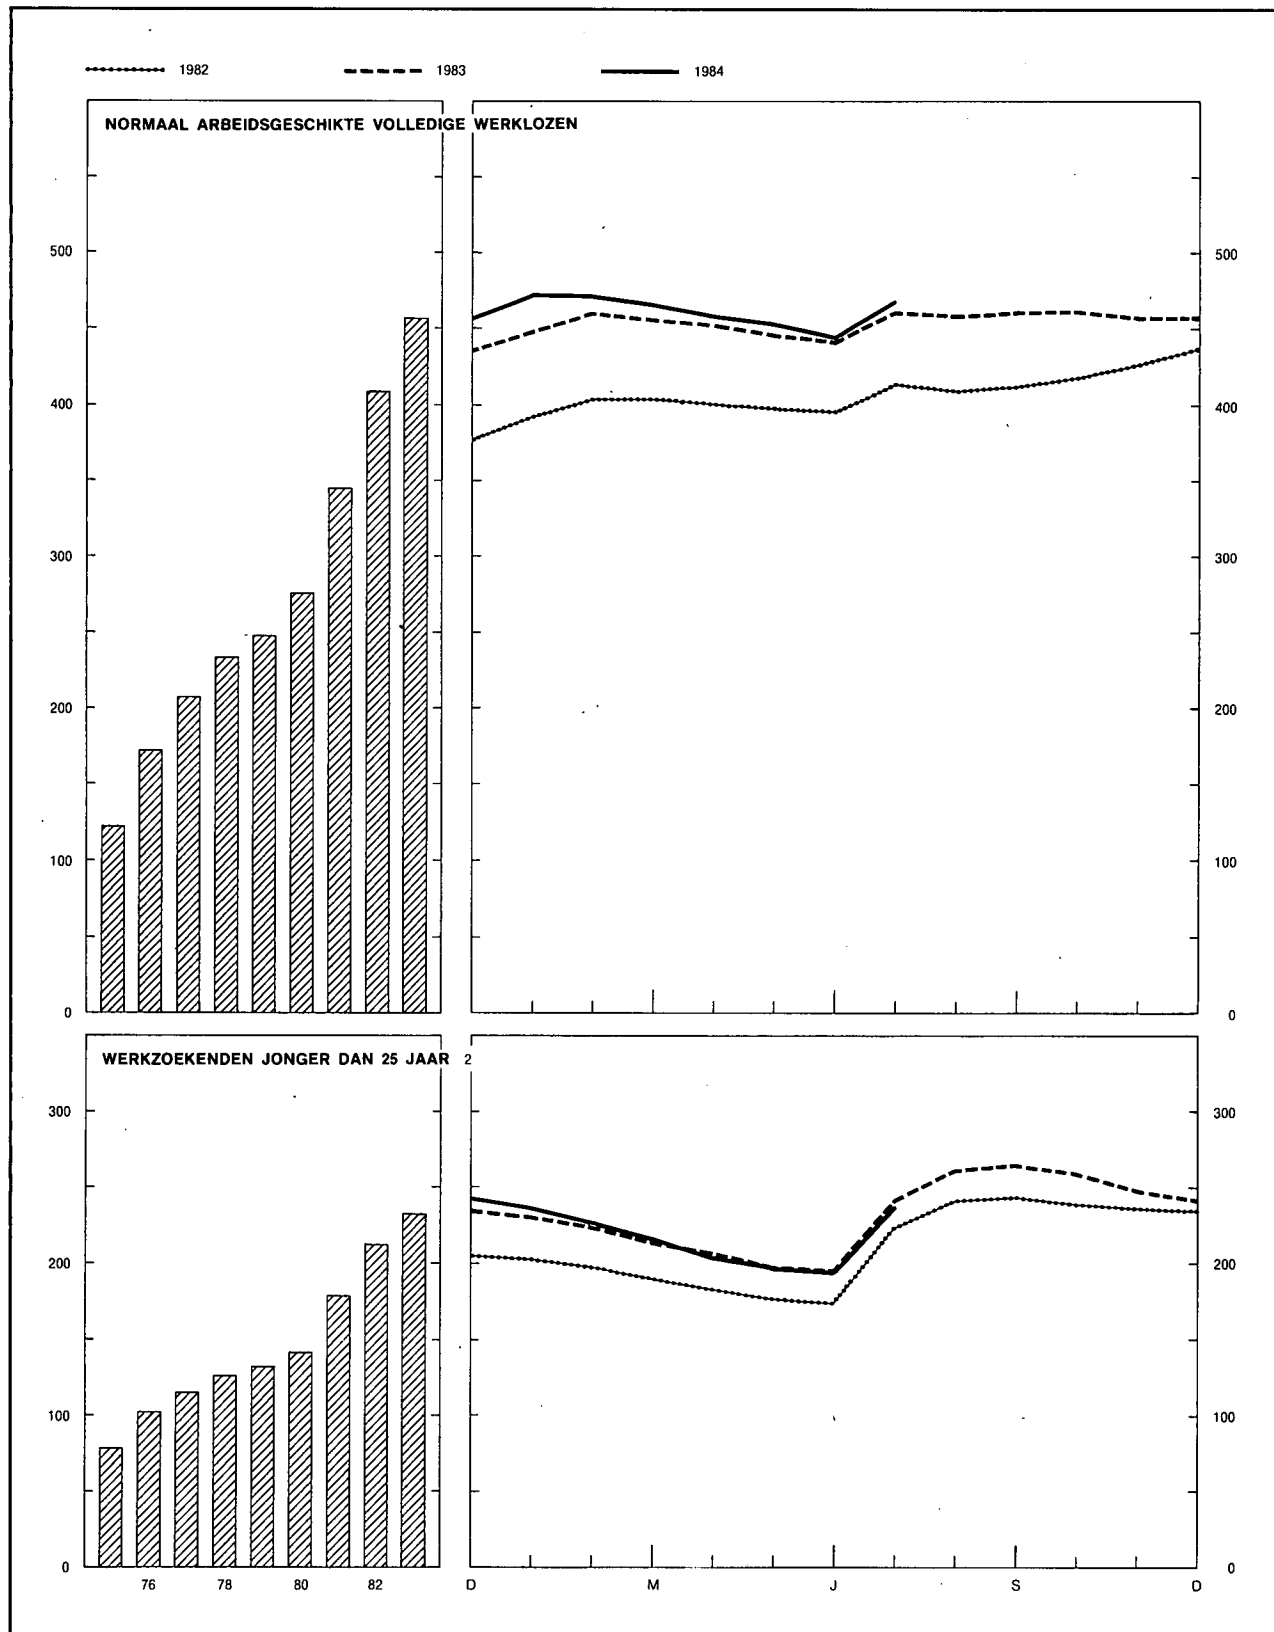 1982 1983 1984
NORMAAL ARBEIDSGESCHIKTE VOLLEDIGE WERKLOZEN
500 500
400 400
300 300
200 200
100 100
0 0
WERKZOEKENDEN JONGER DAN 25 JAAR 2
300 300
200 200
100 100
0 0
76 78 80 82 D M J S D